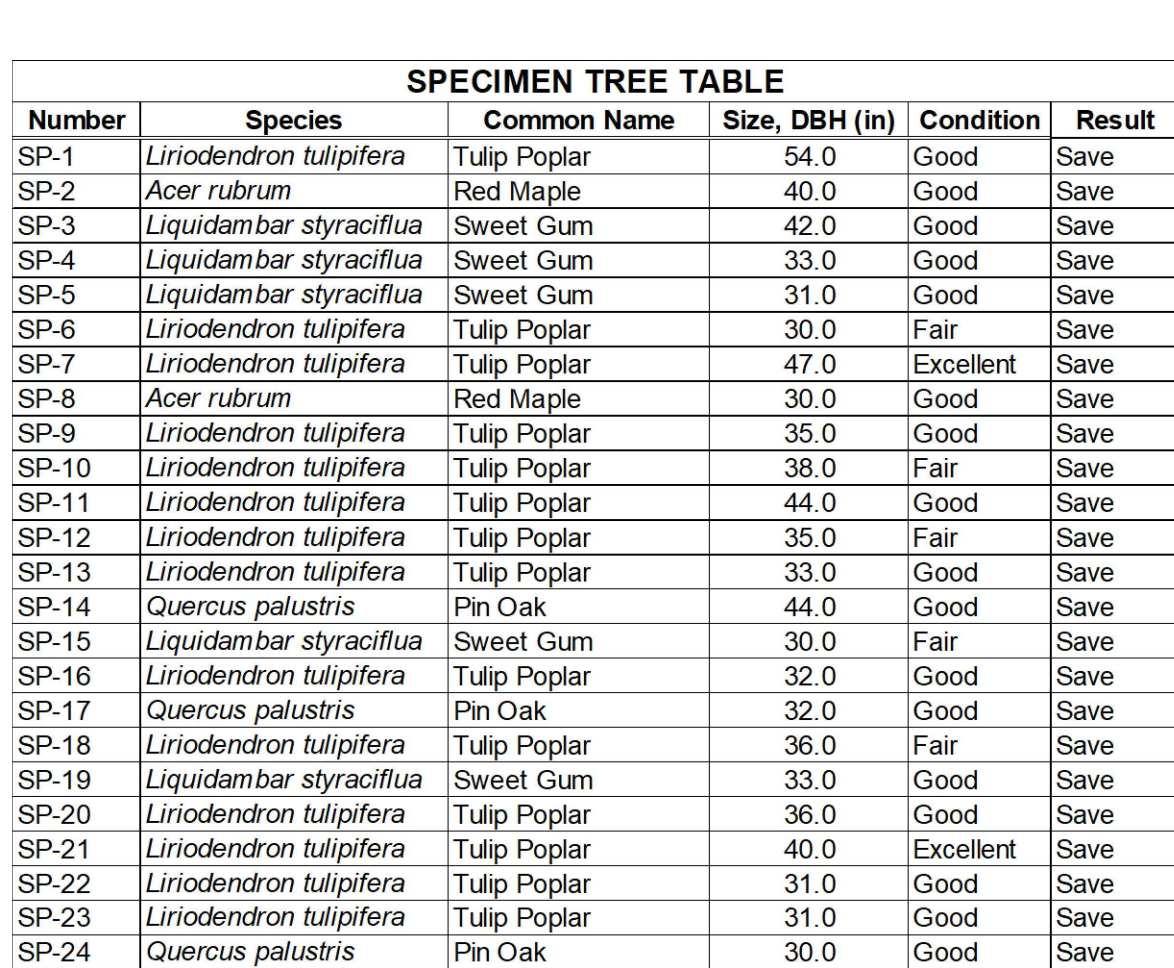 SPECIMEN TREE TABLE
Number Species Common Name Size, DBH (in) Condition Result
SP-1 Liriodendron tulipifera Tulip Poplar 54.0 Good Save
SP-2 Acer rubrum Red Maple 40.0 Good Save
SP-3 Liquidambar styraciflua Sweet Gum 42.0 Good Save
SP-4 Liquidambar styraciflua Sweet Gum 33.0 Good Save
SP-5 Liquidambar styraciflua Sweet Gum 31.0 Good Save
SP-6 Liriodendron tulipifera Tulip Poplar 30.0 Fair Save
SP-7 Liriodendron tulipifera Tulip Poplar 47.0 Excellent Save
SP-8 Acer rubrum Red Maple 30.0 Good Save
SP-9 Liriodendron tulipifera Tulip Poplar 35.0 Good Save
SP-10 Liriodendron tulipifera Tulip Poplar 38.0 Fair Save
SP-11 Liriodendron tulipifera Tulip Poplar 44.0 Good Save
SP-12 Liriodendron tulipifera Tulip Poplar 35.0 Fair Save
SP-13 Liriodendron tulipifera Tulip Poplar 33.0 Good Save
SP-14 Quercus palustris Pin Oak 44.0 Good Save
SP-15 Liquidambar styraciflua Sweet Gum 30.0 Fair Save
SP-16 Liriodendron tulipifera Tulip Poplar 32.0 Good Save
SP-17 Quercus palustris Pin Oak 32.0 Good Save
SP-18 Liriodendron tulipifera Tulip Poplar 36.0 Fair Save
SP-19 Liquidambar styraciflua Sweet Gum 33.0 Good Save
SP-20 Liriodendron tulipifera Tulip Poplar 36.0 Good Save
SP-21 Liriodendron tulipifera Tulip Poplar 40.0 Excellent Save
SP-22 Liriodendron tulipifera Tulip Poplar 31.0 Good Save
SP-23 Liriodendron tulipifera Tulip Poplar 31.0 Good Save
SP-24 Quercus palustris Pin Oak 30.0 Good Save